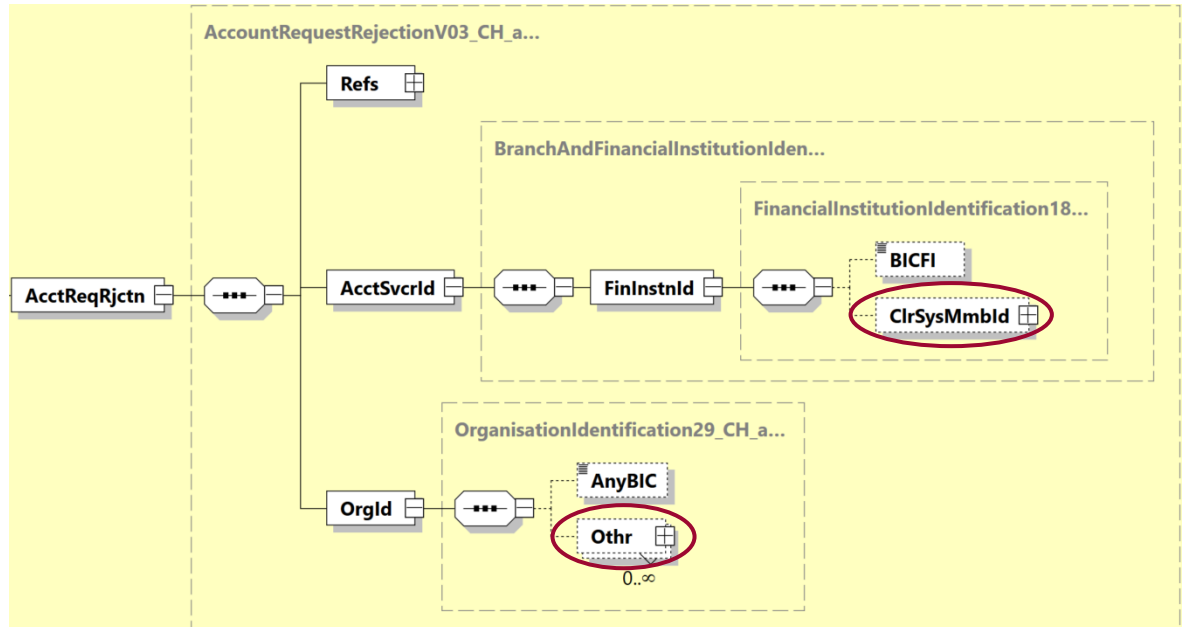 AccountRequestRejectionV03_CH_a...
Refs
BranchAndFinancialInstitutionIden...
FinancialInstitutionIdentification18...
BICFI
AcctReqRjctn
AcctSvcrId
FinInstnId
ClrSysMmbId
OrganisationIdentification29_CH_a...
AnyBIC
OrgId
Othr
0..∞